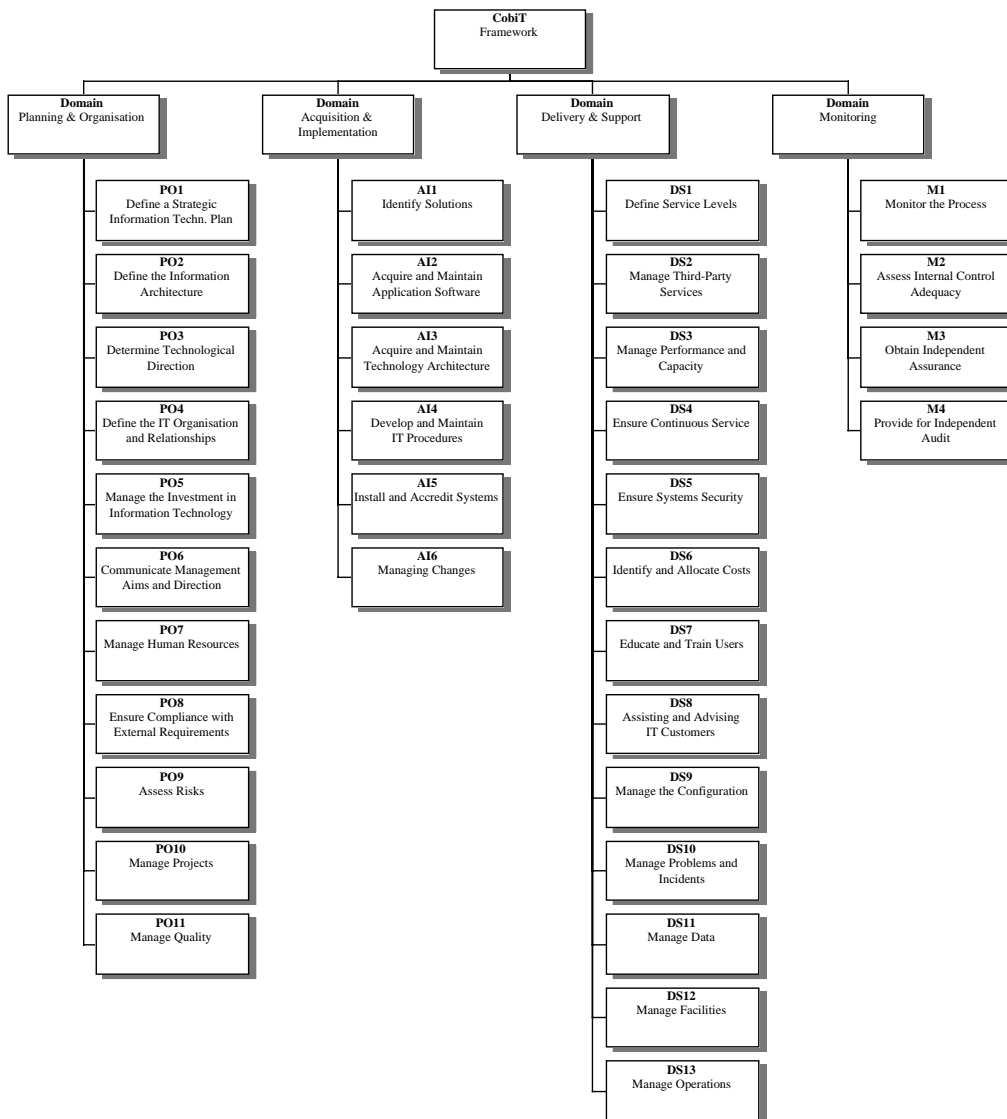 CobiT
Framework
Domain
Planning & Organisation
PO1
Define a Strategic
Information Techn. Plan
PO2
Define the Information
Architecture
PO3
Determine Technological
Direction
PO4
Define the IT Organisation
and Relationships
PO5
Manage the Investment in
Information Technology
PO6
Communicate Management
Aims and Direction
PO7
Manage Human Resources
PO8
Ensure Compliance with
External Requirements
PO9
Assess Risks
PO10
Manage Projects
PO11
Manage Quality
Domain
Acquisition &
Implementation
AI1
Identify Solutions
AI2
Acquire and Maintain
Application Software
AI3
Acquire and Maintain
Technology Architecture
AI4
Develop and Maintain
IT Procedures
AI5
Install and Accredit Systems
AI6
Managing Changes
Domain
Delivery & Support
DS1
Define Service Levels
DS2
Manage Third-Party
Services
DS3
Manage Performance and
Capacity
DS4
Ensure Continuous Service
DS5
Ensure Systems Security
DS6
Identify and Allocate Costs
DS7
Educate and Train Users
DS8
Assisting and Advising
IT Customers
DS9
Manage the Configuration
DS10
Manage Problems and
Incidents
DS11
Manage Data
DS12
Manage Facilities
DS13
Manage Operations
Domain
Monitoring
M1
Monitor the Process
M2
Assess Internal Control
Adequacy
M3
Obtain Independent
Assurance
M4
Provide for Independent
Audit